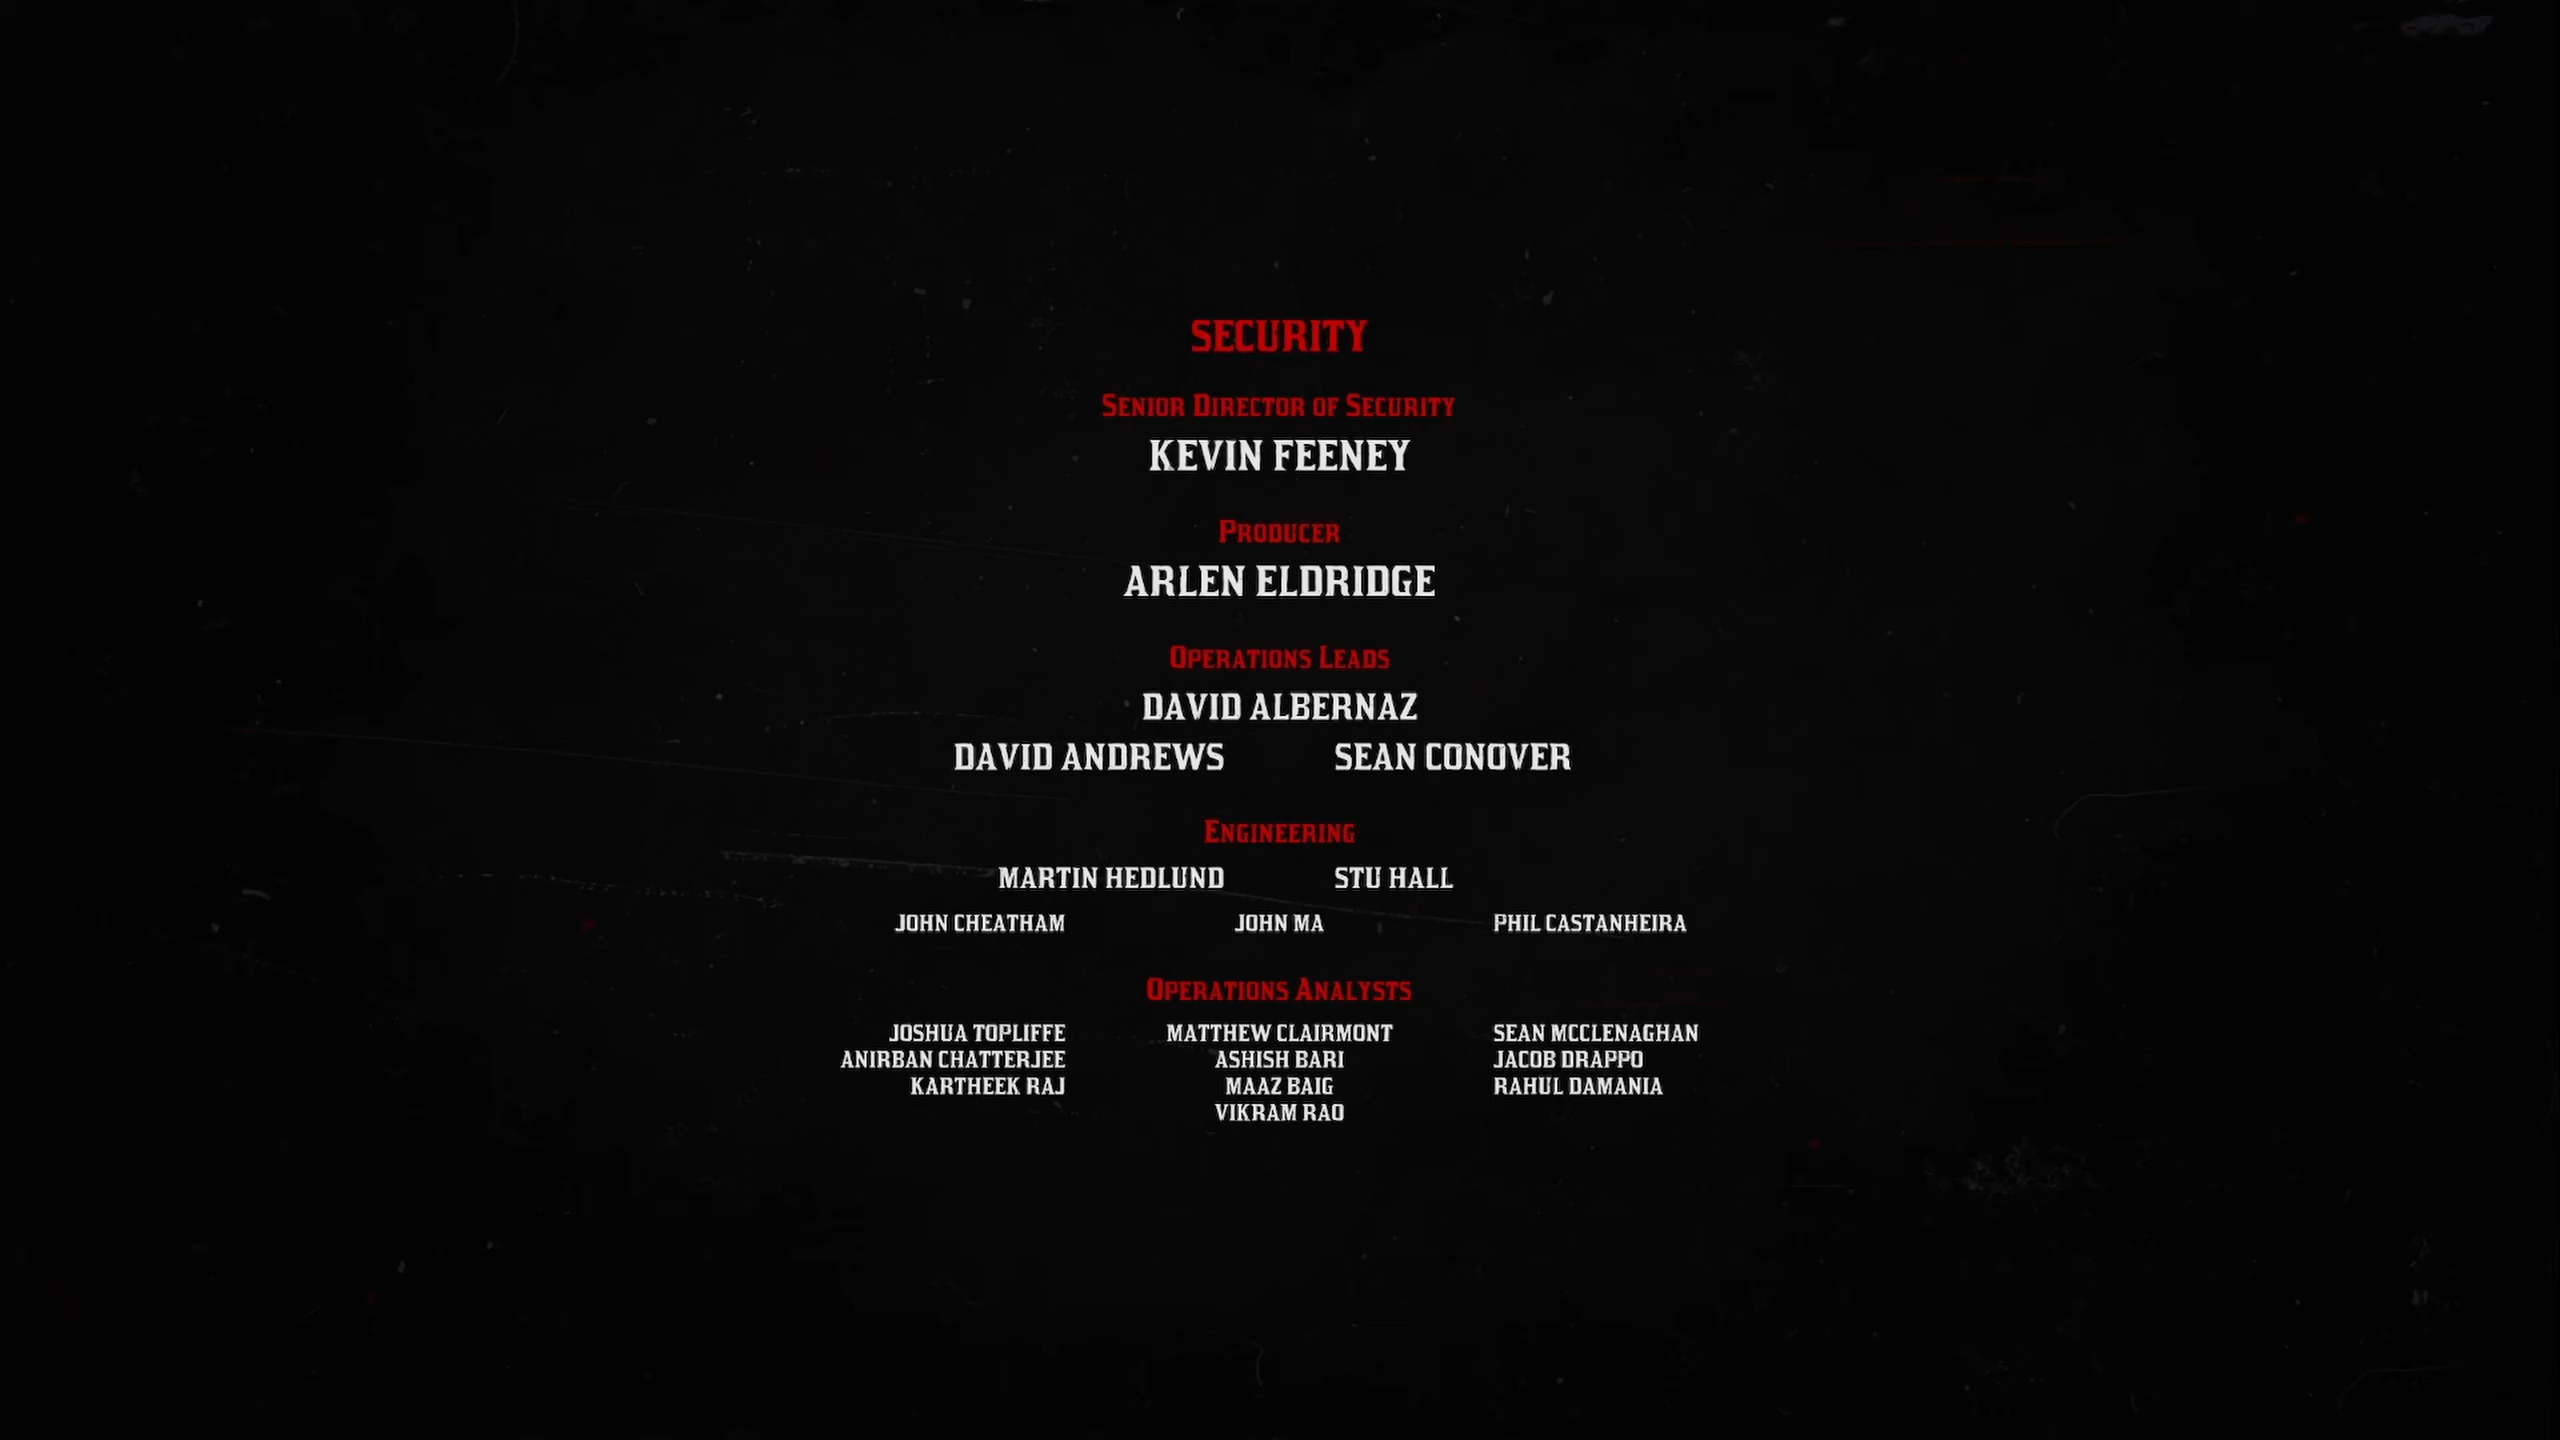 SECURITY
SENIOR DIRECTOR OF SECURITY
KEVIN FEENEY
PRODUCER
ARLEN ELDRIDGE
OPERATIONS LEADS
DAVID ALBERNAZ
DAVID ANDREWS SEAN CONOVER
ENGINEERING
MARTIN HEDLUND STU HALL
JOHN CHEATHAM JOHN MA PHIL CASTANHEIRA
OPERATIONS ANALYSTS
JOSHUA TOPLIFFE MATTHEW CLAIRMONT SEAN MCCLENAGHAN
ANIRBAN CHATTERJEE ASHISH BARI JACOB DRAPPO
KARTHEEK RAJ MAAZ BAIG RAHUL DAMANIA
VIKRAM RAO